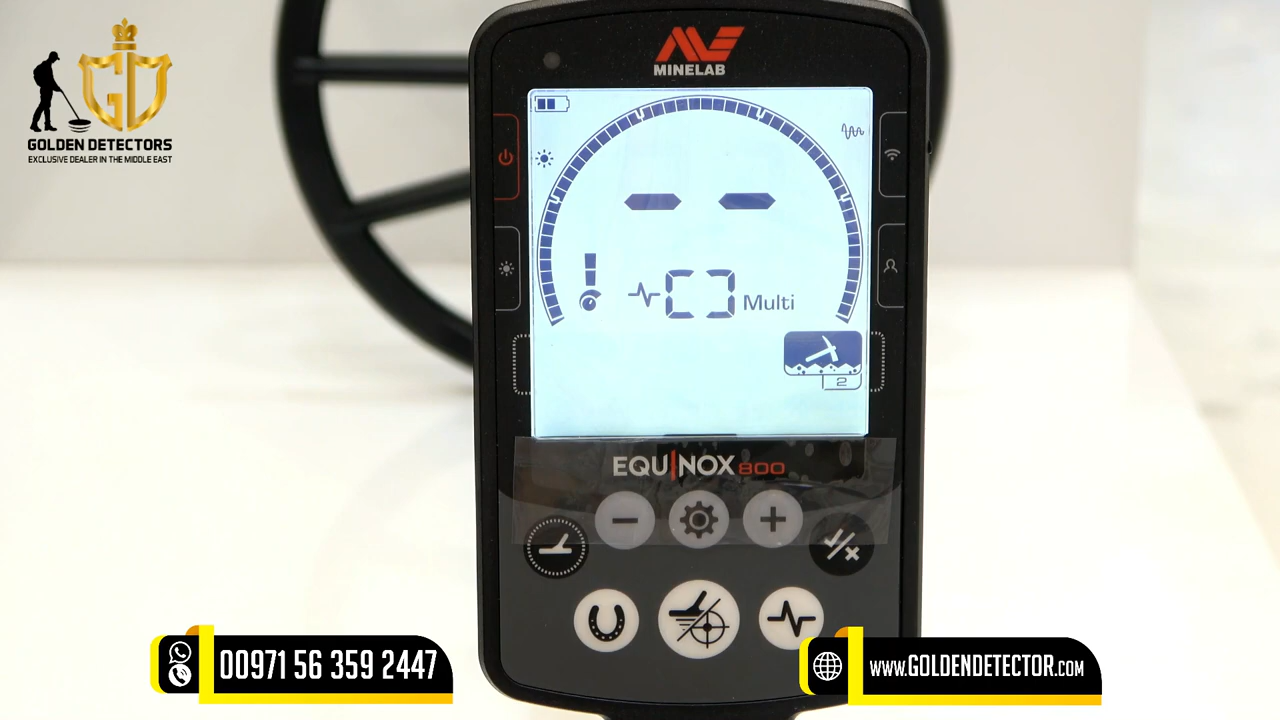 GOLDEN DETECTORS
EXCLUSIVE DEALER IN THE MIDDLE EAST
MINELAB
Multi
2
EQUINOX 800
00971 56 359 2447
www.GOLDENDETECTOR.com